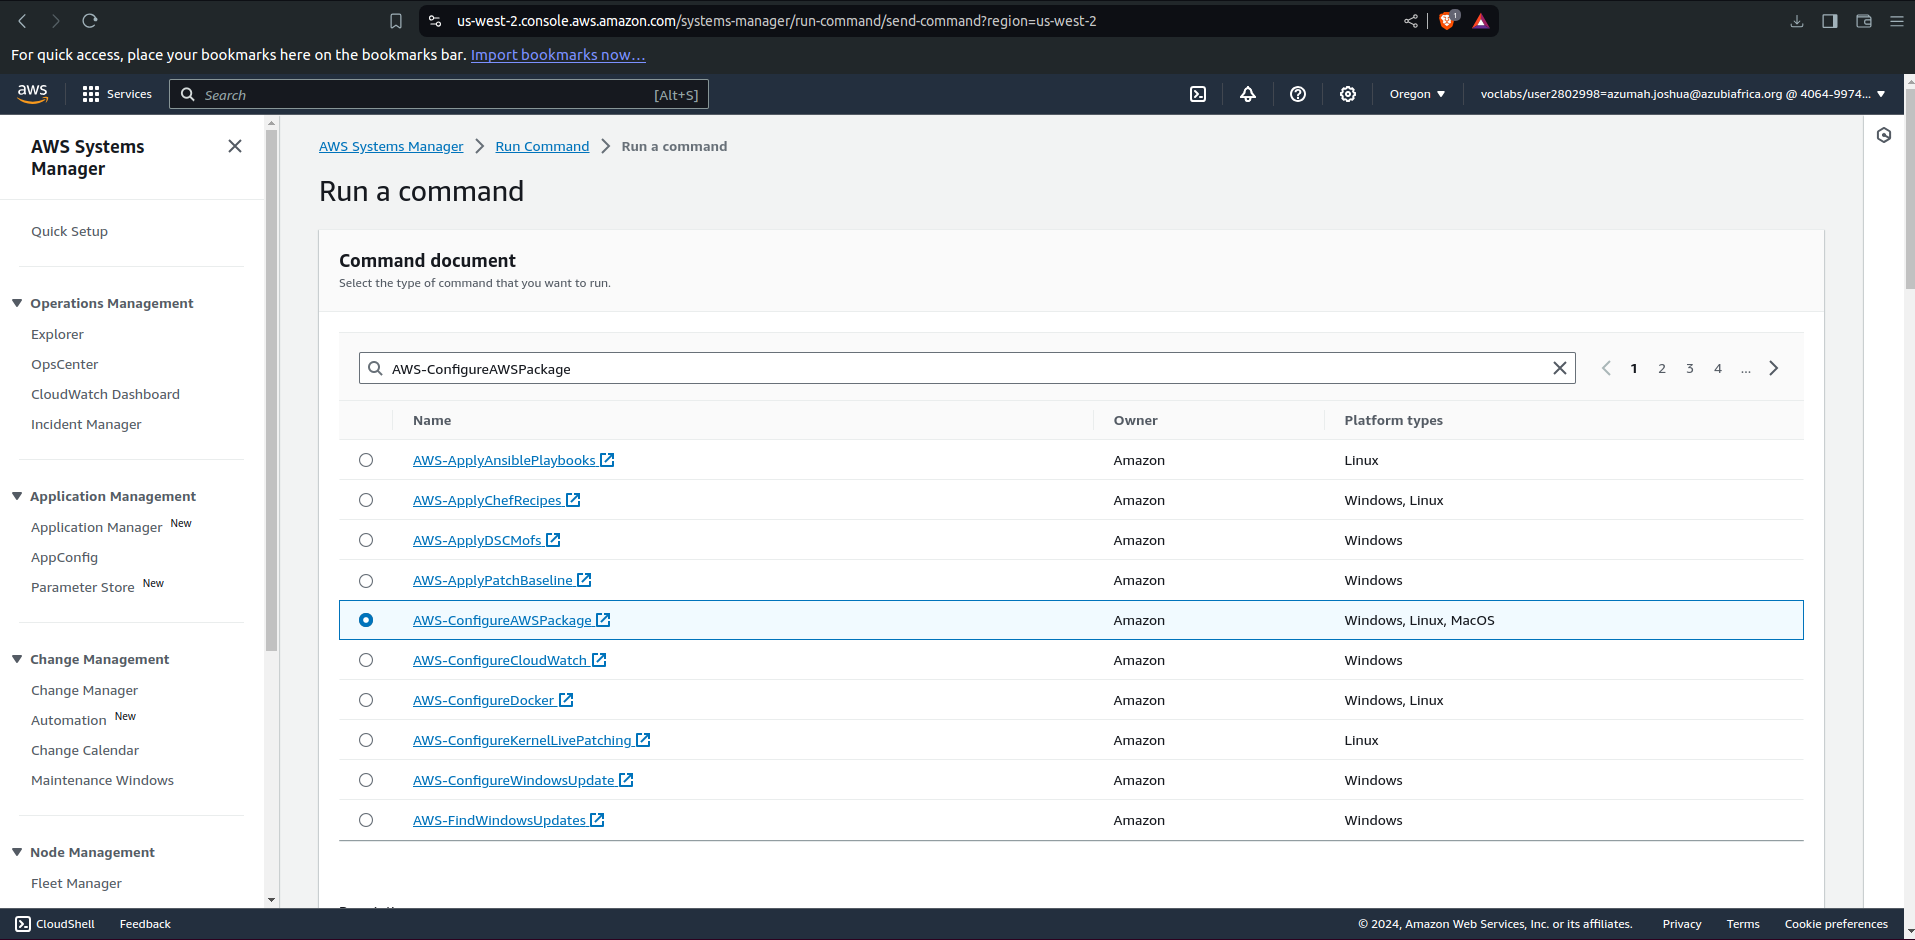 us-west-2.console.aws.amazon.com/systems-manager/run-command/send-command?region=us-west-2
1
For quick access, place your bookmarks here on the bookmarks bar. Import bookmarks now...
aws
Services
Search
[Alt+S]
Oregon
voclabs/user2802998=azumah.joshua@azubiafrica.org @ 4064-9974...
AWS Systems
Manager
Quick Setup
Operations Management
Explorer
OpsCenter
CloudWatch Dashboard
Incident Manager
Application Management
Application Manager New
AppConfig
Parameter Store New
Change Management
Change Manager
Automation New
Change Calendar
Maintenance Windows
Node Management
Fleet Manager
AWS Systems Manager > Run Command > Run a command
Run a command
Command document
Select the type of command that you want to run.
AWS-ConfigureAWSPackage
1 2 3 4 ...
Name Owner Platform types
AWS-ApplyAnsiblePlaybooks Amazon Linux
AWS-ApplyChefRecipes Amazon Windows, Linux
AWS-ApplyDSCMofs Amazon Windows
AWS-ApplyPatchBaseline Amazon Windows
AWS-ConfigureAWSPackage Amazon Windows, Linux, MacOS
AWS-ConfigureCloudWatch Amazon Windows
AWS-ConfigureDocker Amazon Windows, Linux
AWS-ConfigureKernelLivePatching Amazon Linux
AWS-ConfigureWindowsUpdate Amazon Windows
AWS-FindWindowsUpdates Amazon Windows
CloudShell Feedback
© 2024, Amazon Web Services, Inc. or its affiliates. Privacy Terms Cookie preferences